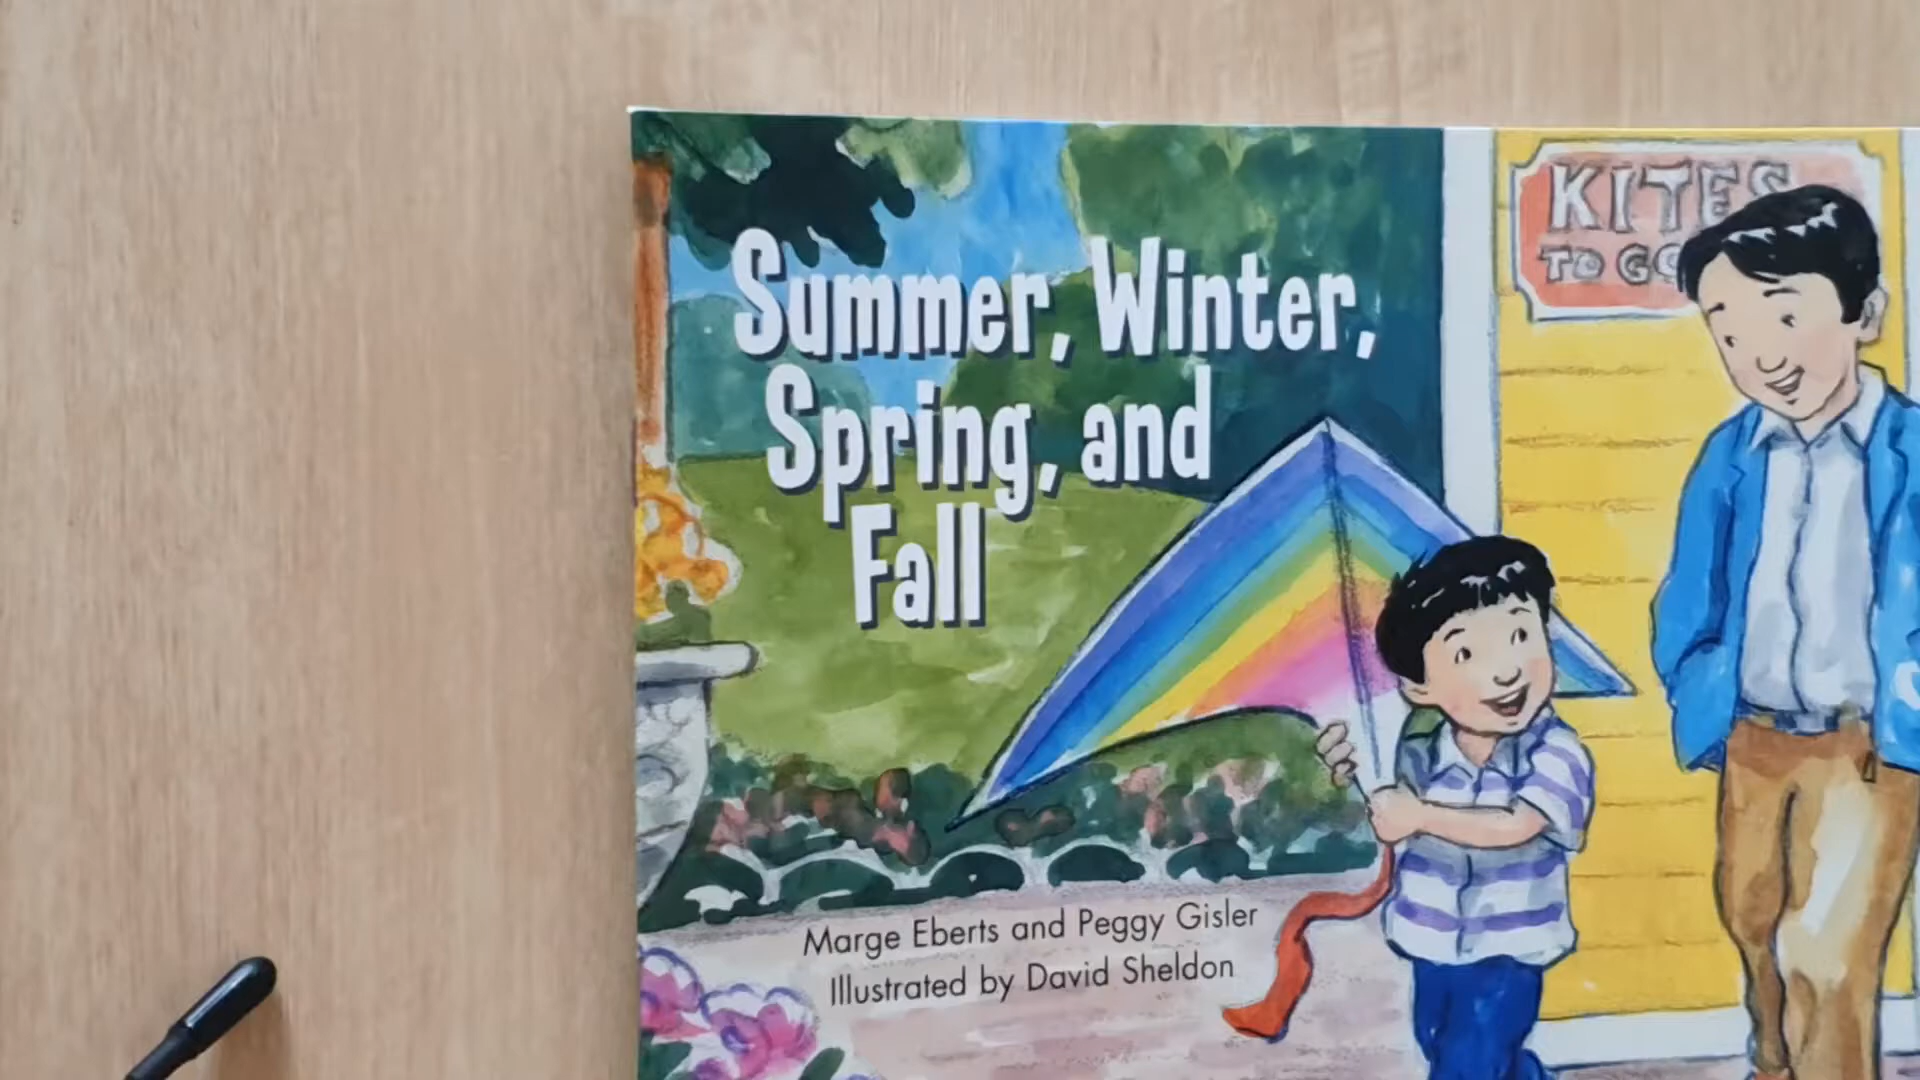 Summer, Winter,
Spring, and
Fall
KITES
TO GO
Marge Eberts and Peggy Gisler
Illustrated by David Sheldon